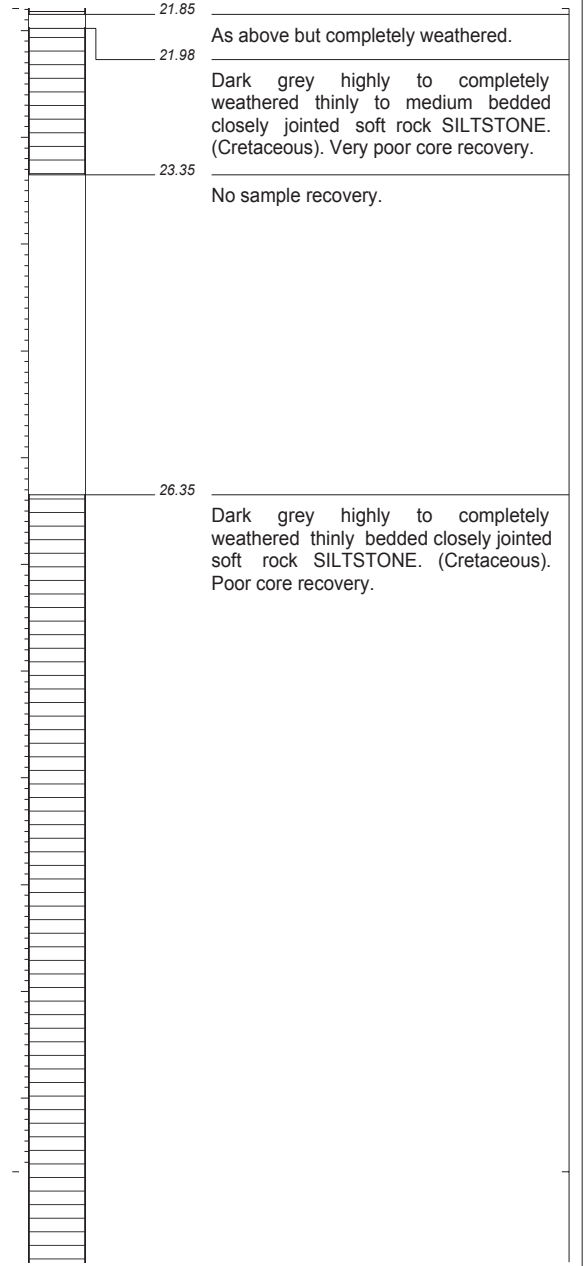 21.85
As above but completely weathered.
21.98
Dark grey highly to completely
weathered thinly to medium bedded
closely jointed soft rock SILTSTONE.
(Cretaceous). Very poor core recovery.
23.35
No sample recovery.
26.35
Dark grey highly to completely
weathered thinly bedded closely jointed
soft rock SILTSTONE. (Cretaceous).
Poor core recovery.